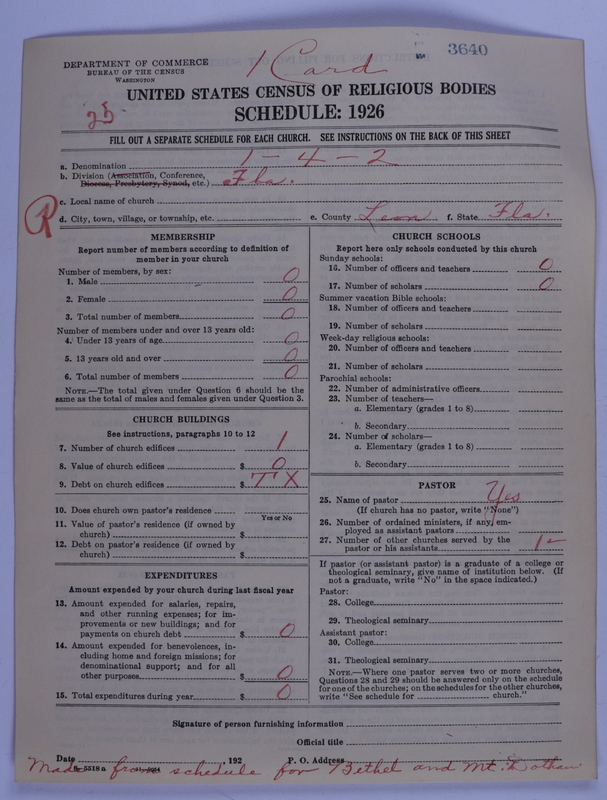 3640
1 Card
DEPARTMENT OF COMMERCE
BUREAU OF THE CENSUS
WASHINGTON
UNITED STATES CENSUS OF RELIGIOUS BODIES
25
SCHEDULE: 1926
FILL OUT A SEPARATE SCHEDULE FOR EACH CHURCH. SEE INSTRUCTIONS ON THE BACK OF THIS SHEET
a. Denomination 1-4-2
b. Division (Association, Conference,
Diocese, Presbytery, Synod, etc.) Fla.
c. Local name of church
R
d. City, town, village, or township, etc. e. County Leon f. State Fla.
MEMBERSHIP
Report number of members according to definition of
member in your church
Number of members, by sex:
1. Male 0
2. Female 0
3. Total number of members 0
Number of members under and over 13 years old:
4. Under 13 years of age 0
5. 13 years old and over 0
6. Total number of members 0
NOTE.—The total given under Question 6 should be the
same as the total of males and females given under Question 3.
CHURCH BUILDINGS
See instructions, paragraphs 10 to 12
7. Number of church edifices 1
8. Value of church edifices $ 0
9. Debt on church edifices $ TX
10. Does church own pastor's residence
Yes or No
11. Value of pastor's residence (if owned by
church) $
12. Debt on pastor's residence (if owned by
church) $
EXPENDITURES
Amount expended by your church during last fiscal year
13. Amount expended for salaries, repairs,
and other running expenses; for im-
provements or new buildings; and for
payments on church debt $ 0
14. Amount expended for benevolences, in-
cluding home and foreign missions; for
denominational support; and for all
other purposes $ 0
15. Total expenditures during year $ 0
CHURCH SCHOOLS
Report here only schools conducted by this church
Sunday schools:
16. Number of officers and teachers 0
17. Number of scholars 0
Summer vacation Bible schools:
18. Number of officers and teachers
19. Number of scholars
Week-day religious schools:
20. Number of officers and teachers
21. Number of scholars
Parochial schools:
22. Number of administrative officers
23. Number of teachers—
a. Elementary (grades 1 to 8)
b. Secondary
24. Number of scholars—
a. Elementary (grades 1 to 8)
b. Secondary
PASTOR
25. Name of pastor Yes
(If church has no pastor, write "None")
26. Number of ordained ministers, if any, em-
ployed as assistant pastors
27. Number of other churches served by the
pastor or his assistants 1-
If pastor (or assistant pastor) is a graduate of a college or
theological seminary, give name of institution below. (If
not a graduate, write "No" in the space indicated.)
Pastor:
28. College
29. Theological seminary
Assistant pastor:
30. College
31. Theological seminary
NOTE.—Where one pastor serves two or more churches,
Questions 28 and 29 should be answered only on the schedule
for one of the churches; on the schedules for the other churches,
write "See schedule for church."
Signature of person furnishing information
Official title
Date , 192 P. O. Address
Made from schedule for Bethel and Mt. Dothan